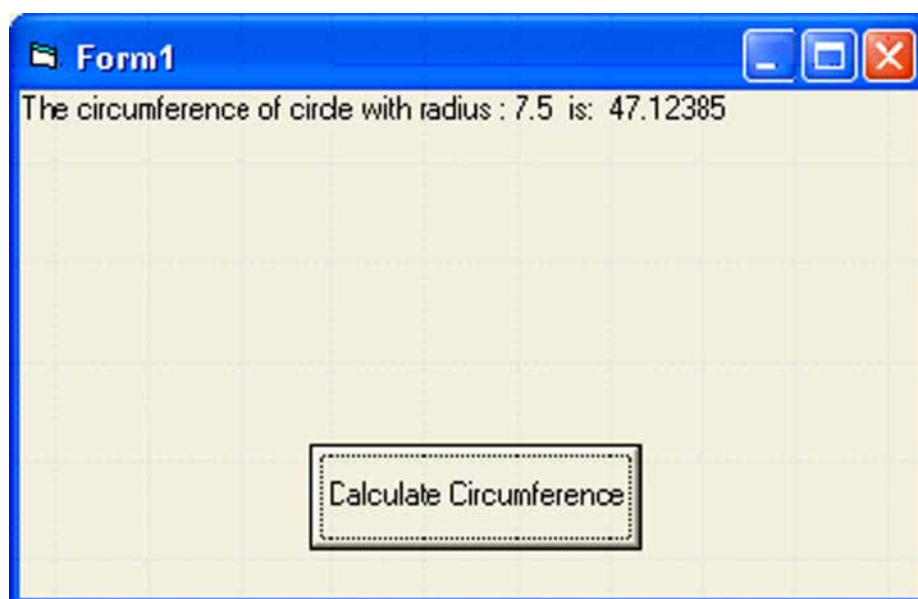 Form1
The circumference of circle with radius : 7.5 is: 47.12385
Calculate Circumference